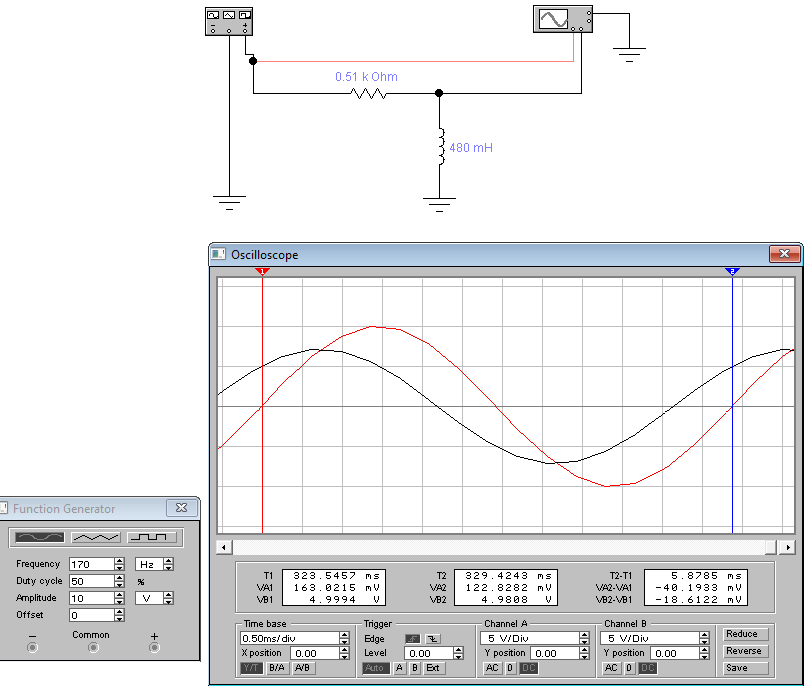 0.51 k Ohm
480 mH
Oscilloscope
1
2
T1 323.5457 ms T2 329.4243 ms T2-T1 5.8785 ms
VA1 163.0215 mV VA2 122.8282 mV VA2-VA1 -40.1933 mV
VB1 4.9994 V VB2 4.9808 V VB2-VB1 -18.6122 mV
Time base Trigger Channel A Channel B
0.50ms/div Edge 5 V/Div 5 V/Div Reduce
X position 0.00 Level 0.00 Y position 0.00 Y position 0.00 Reverse
Y/T B/A A/B Auto A B Ext AC 0 DC AC 0 DC Save
Function Generator
Frequency 170 Hz
Duty cycle 50 %
Amplitude 10 V
Offset 0
− Common +